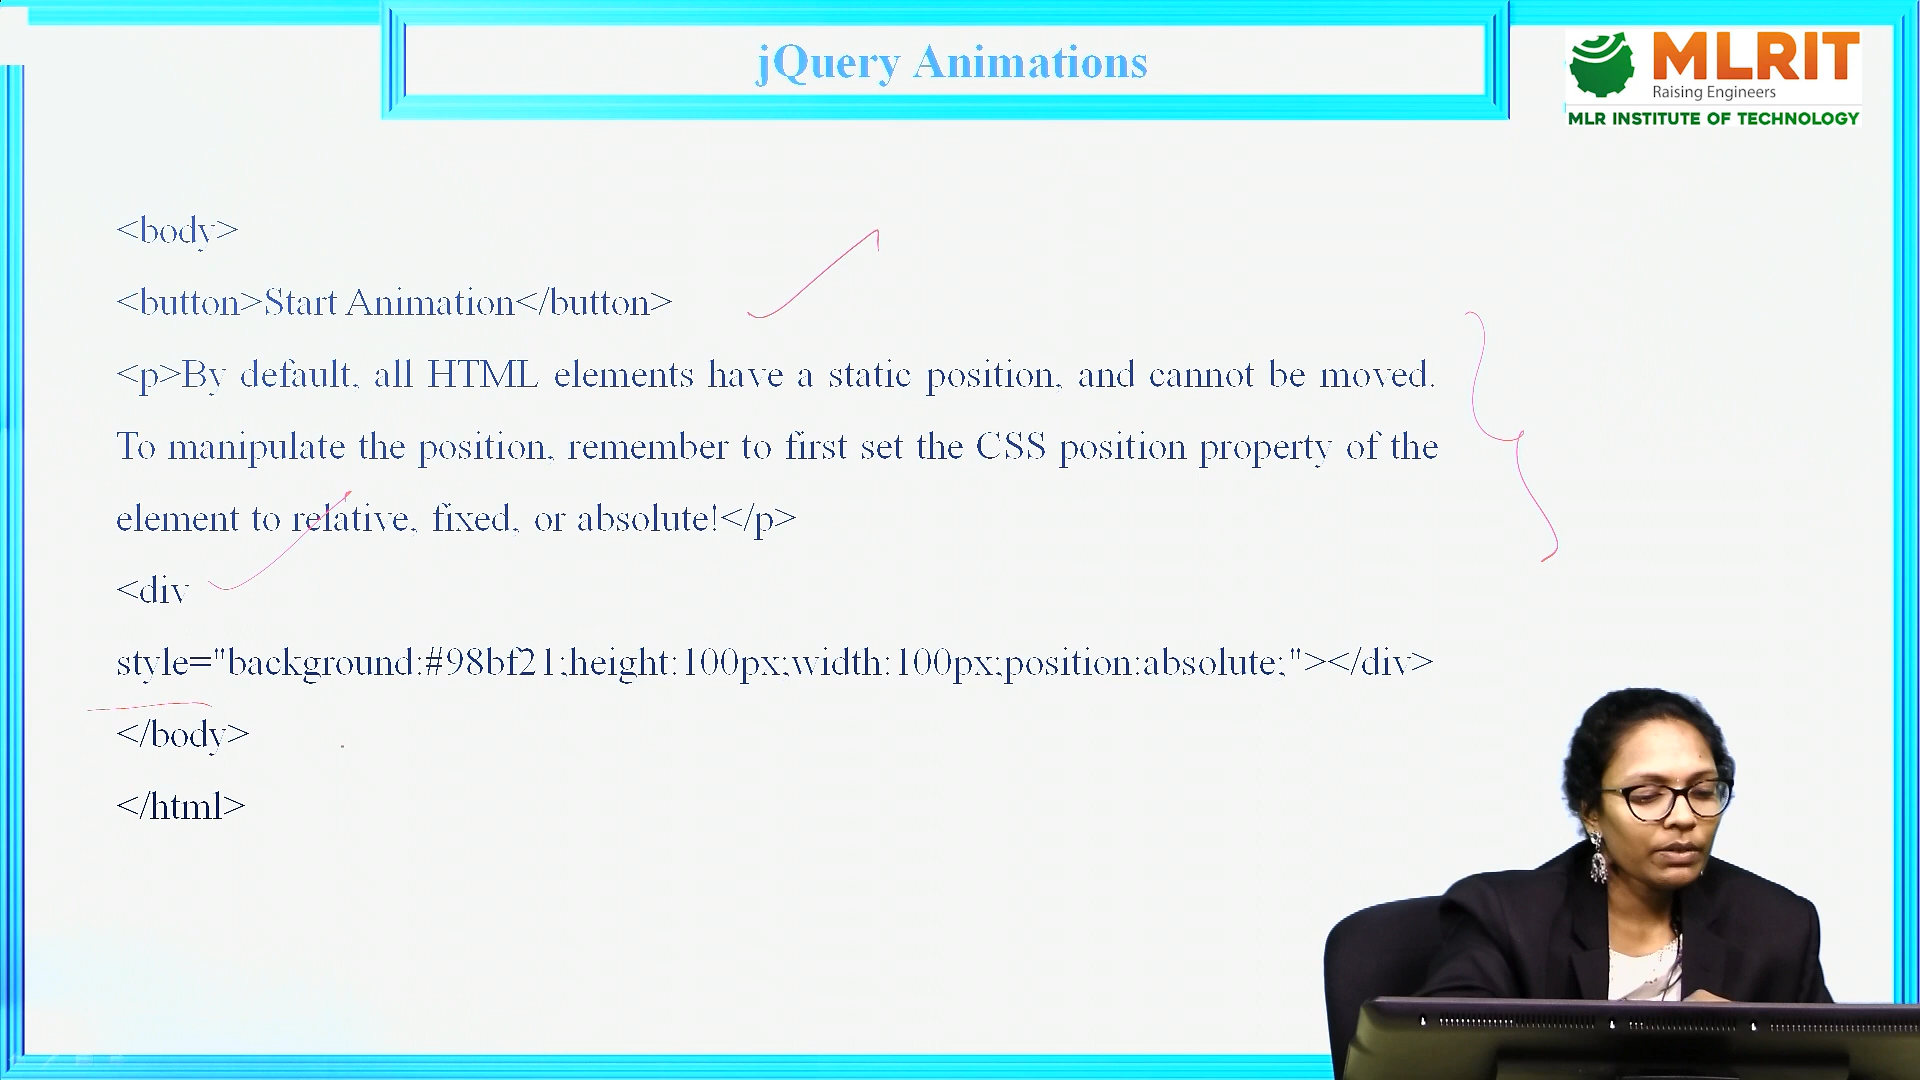 jQuery Animations
MLRIT
Raising Engineers
MLR INSTITUTE OF TECHNOLOGY
<body>
<button>Start Animation</button>
<p>By default, all HTML elements have a static position, and cannot be moved.
To manipulate the position, remember to first set the CSS position property of the
element to relative, fixed, or absolute!</p>
<div
style="background:#98bf21;height:100px;width:100px;position:absolute;"></div>
</body>
</html>